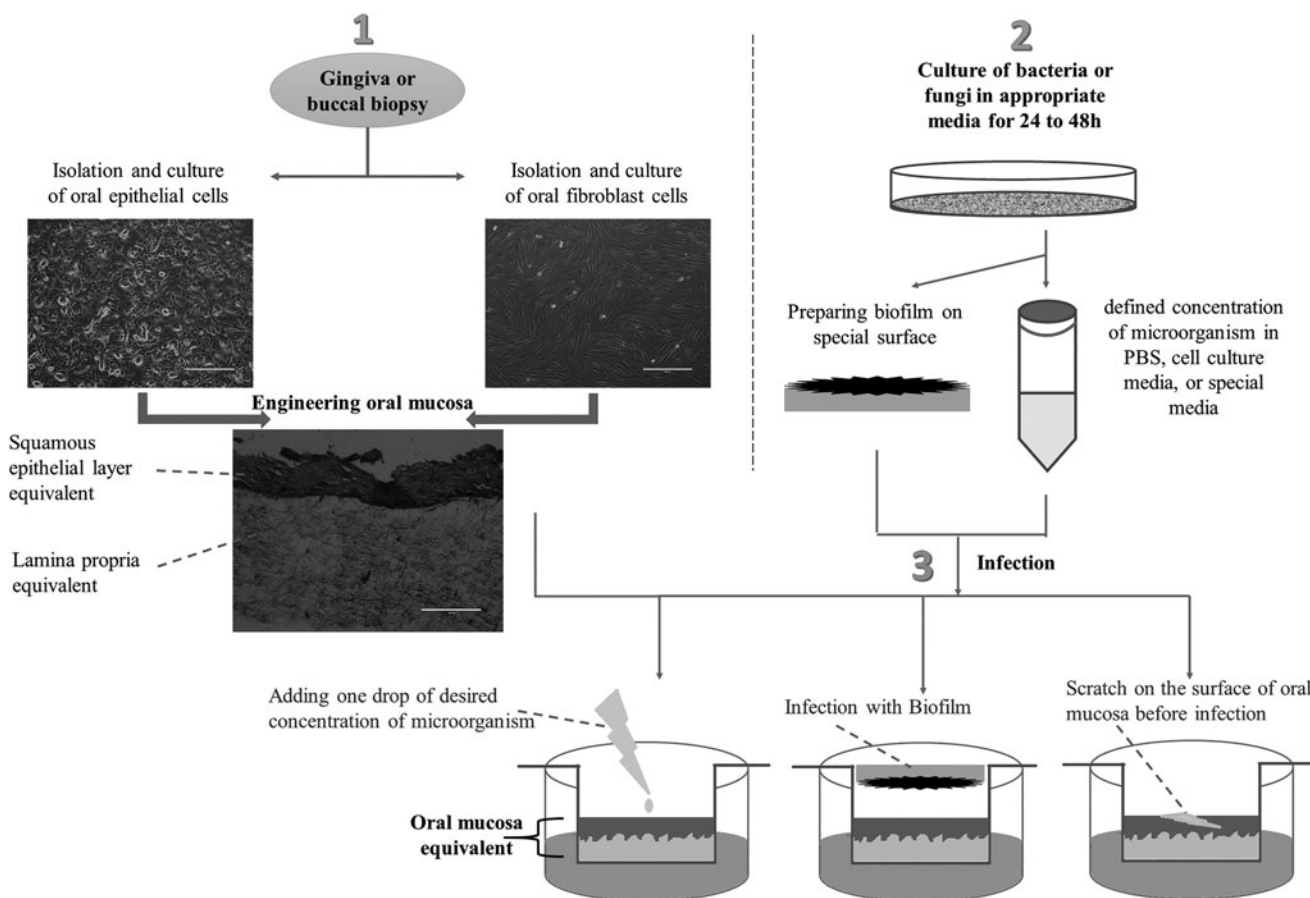 1
Gingiva or
buccal biopsy
Isolation and culture
of oral epithelial cells
Isolation and culture
of oral fibroblast cells
Engineering oral mucosa
Squamous
epithelial layer
equivalent
Lamina propria
equivalent
2
Culture of bacteria or
fungi in appropriate
media for 24 to 48h
Preparing biofilm on
special surface
defined concentration
of microorganism in
PBS, cell culture
media, or special
media
3
Infection
Adding one drop of desired
concentration of microorganism
Infection with Biofilm
Scratch on the surface of oral
mucosa before infection
Oral mucosa
equivalent